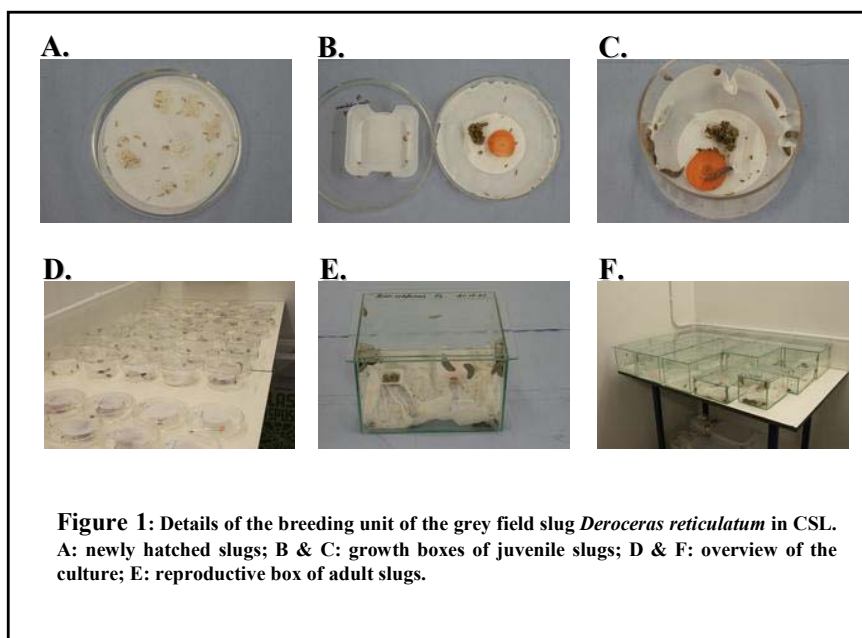 A.
B.
C.
D.
E.
F.
Figure 1: Details of the breeding unit of the grey field slug Deroceras reticulatum in CSL.
A: newly hatched slugs; B & C: growth boxes of juvenile slugs; D & F: overview of the
culture; E: reproductive box of adult slugs.